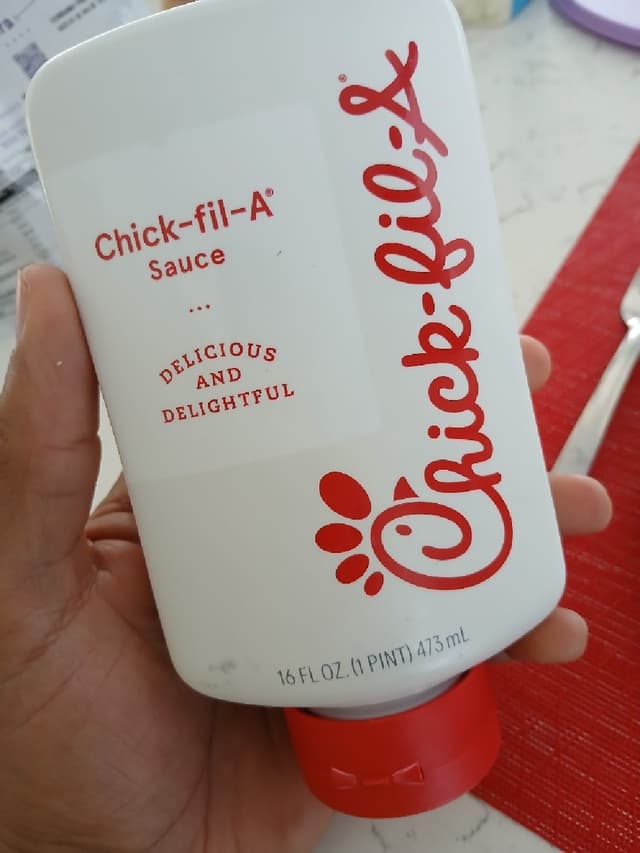 Chick-fil-A®
Sauce
...
DELICIOUS
AND
DELIGHTFUL
Chick-fil-A®
16 FL OZ. (1 PINT) 473 mL